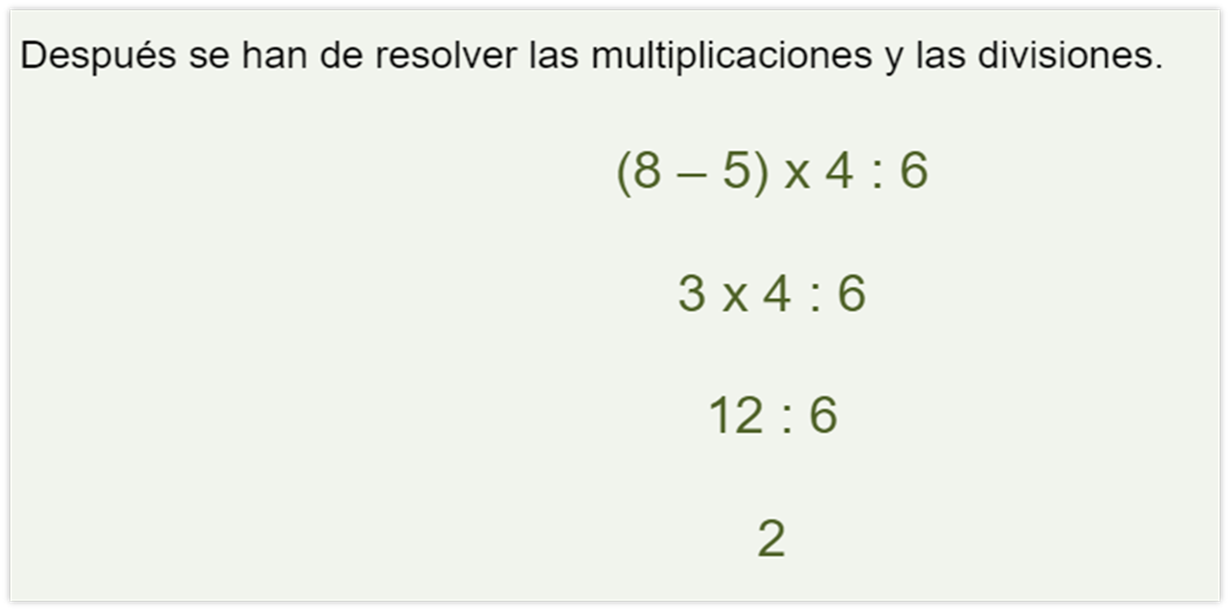 Después se han de resolver las multiplicaciones y las divisiones.
(8 – 5) x 4 : 6
3 x 4 : 6
12 : 6
2